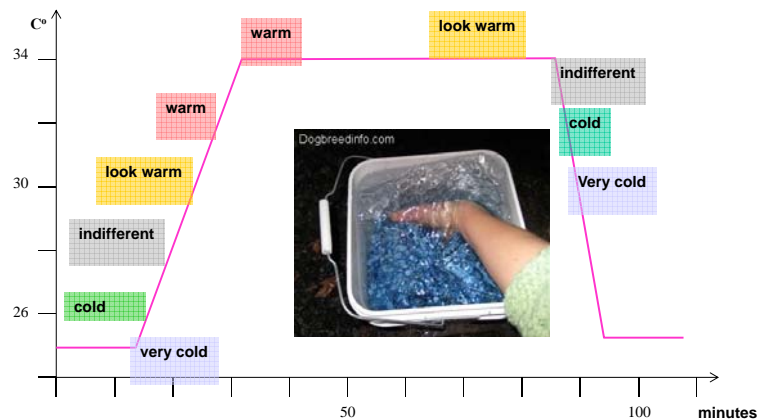 C°
warm
look warm
34
indifferent
warm
cold
Dogbreedinfo.com
look warm
Very cold
30
indifferent
cold
26
very cold
50
100
minutes